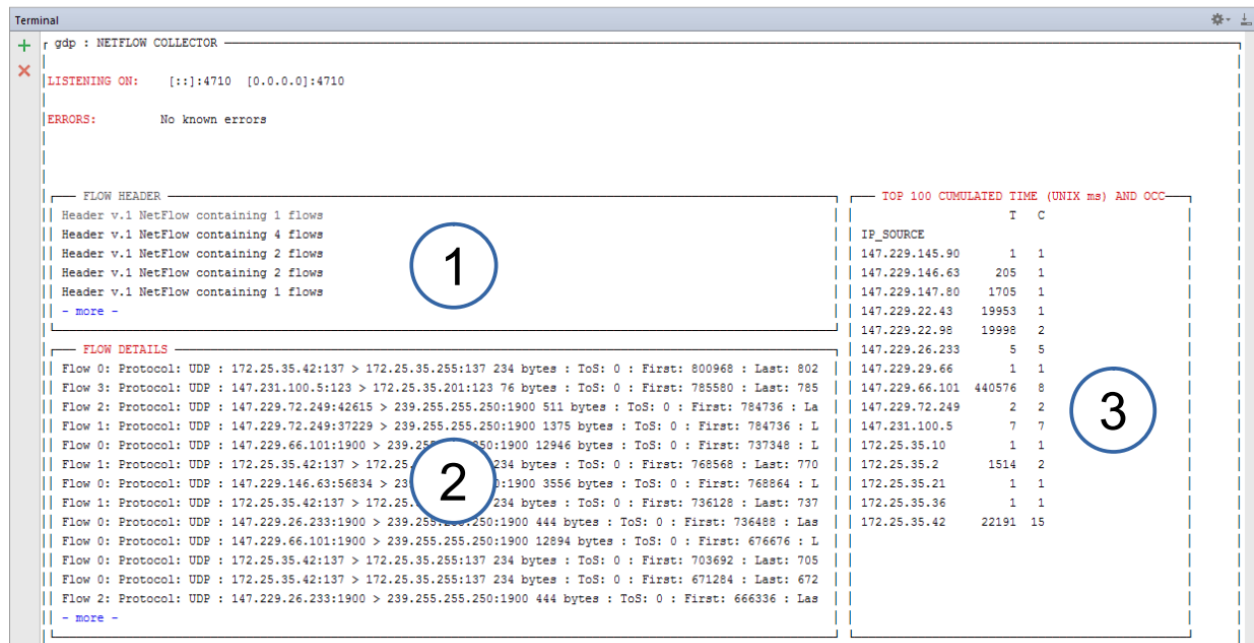 Terminal
gdp : NETFLOW COLLECTOR
LISTENING ON: [::]:4710 [0.0.0.0]:4710
ERRORS: No known errors
FLOW HEADER
Header v.1 NetFlow containing 1 flows
Header v.1 NetFlow containing 4 flows
Header v.1 NetFlow containing 2 flows
Header v.1 NetFlow containing 2 flows
Header v.1 NetFlow containing 1 flows
- more -
1
FLOW DETAILS
Flow 0: Protocol: UDP : 172.25.35.42:137 > 172.25.35.255:137 234 bytes : ToS: 0 : First: 800968 : Last: 802
Flow 3: Protocol: UDP : 147.231.100.5:123 > 172.25.35.201:123 76 bytes : ToS: 0 : First: 785580 : Last: 785
Flow 2: Protocol: UDP : 147.229.72.249:42615 > 239.255.255.250:1900 511 bytes : ToS: 0 : First: 784736 : La
Flow 1: Protocol: UDP : 147.229.72.249:37229 > 239.255.255.250:1900 1375 bytes : ToS: 0 : First: 784736 : L
Flow 0: Protocol: UDP : 147.229.66.101:1900 > 239.25 50:1900 12946 bytes : ToS: 0 : First: 737348 : L
Flow 1: Protocol: UDP : 172.25.35.42:137 > 172.25. 234 bytes : ToS: 0 : First: 768568 : Last: 770
Flow 0: Protocol: UDP : 147.229.146.63:56834 > 23 :1900 3556 bytes : ToS: 0 : First: 768864 : L
Flow 1: Protocol: UDP : 172.25.35.42:137 > 172.25. 234 bytes : ToS: 0 : First: 736128 : Last: 737
Flow 0: Protocol: UDP : 147.229.26.233:1900 > 239.255. .250:1900 444 bytes : ToS: 0 : First: 736488 : Las
Flow 0: Protocol: UDP : 147.229.66.101:1900 > 239.255.255.250:1900 12894 bytes : ToS: 0 : First: 676676 : L
Flow 0: Protocol: UDP : 172.25.35.42:137 > 172.25.35.255:137 234 bytes : ToS: 0 : First: 703692 : Last: 705
Flow 0: Protocol: UDP : 172.25.35.42:137 > 172.25.35.255:137 234 bytes : ToS: 0 : First: 671284 : Last: 672
Flow 2: Protocol: UDP : 147.229.26.233:1900 > 239.255.255.250:1900 444 bytes : ToS: 0 : First: 666336 : Las
- more -
2
TOP 100 CUMULATED TIME (UNIX ms) AND OCC
T C
IP_SOURCE
147.229.145.90 1 1
147.229.146.63 205 1
147.229.147.80 1705 1
147.229.22.43 19953 1
147.229.22.98 19998 2
147.229.26.233 5 5
147.229.29.66 1 1
147.229.66.101 440576 8
147.229.72.249 2 2
147.231.100.5 7 7
172.25.35.10 1 1
172.25.35.2 1514 2
172.25.35.21 1 1
172.25.35.36 1 1
172.25.35.42 22191 15
3